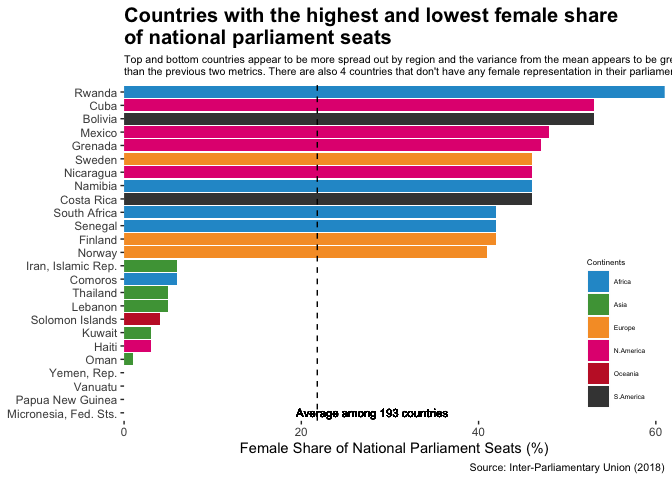 Countries with the highest and lowest female share
of national parliament seats
Top and bottom countries appear to be more spread out by region and the variance from the mean appears to be gre
than the previous two metrics. There are also 4 countries that don't have any female representation in their parliamer
Rwanda
Cuba
Bolivia
Mexico
Grenada
Sweden
Nicaragua
Namibia
Costa Rica
South Africa
Senegal
Finland
Norway
Iran, Islamic Rep.
Comoros
Thailand
Lebanon
Solomon Islands
Kuwait
Haiti
Oman
Yemen, Rep.
Vanuatu
Papua New Guinea
Micronesia, Fed. Sts.
Continents
Africa
Asia
Europe
N.America
Oceania
S.America
Average among 193 countries
0 20 40 60
Female Share of National Parliament Seats (%)
Source: Inter-Parliamentary Union (2018)